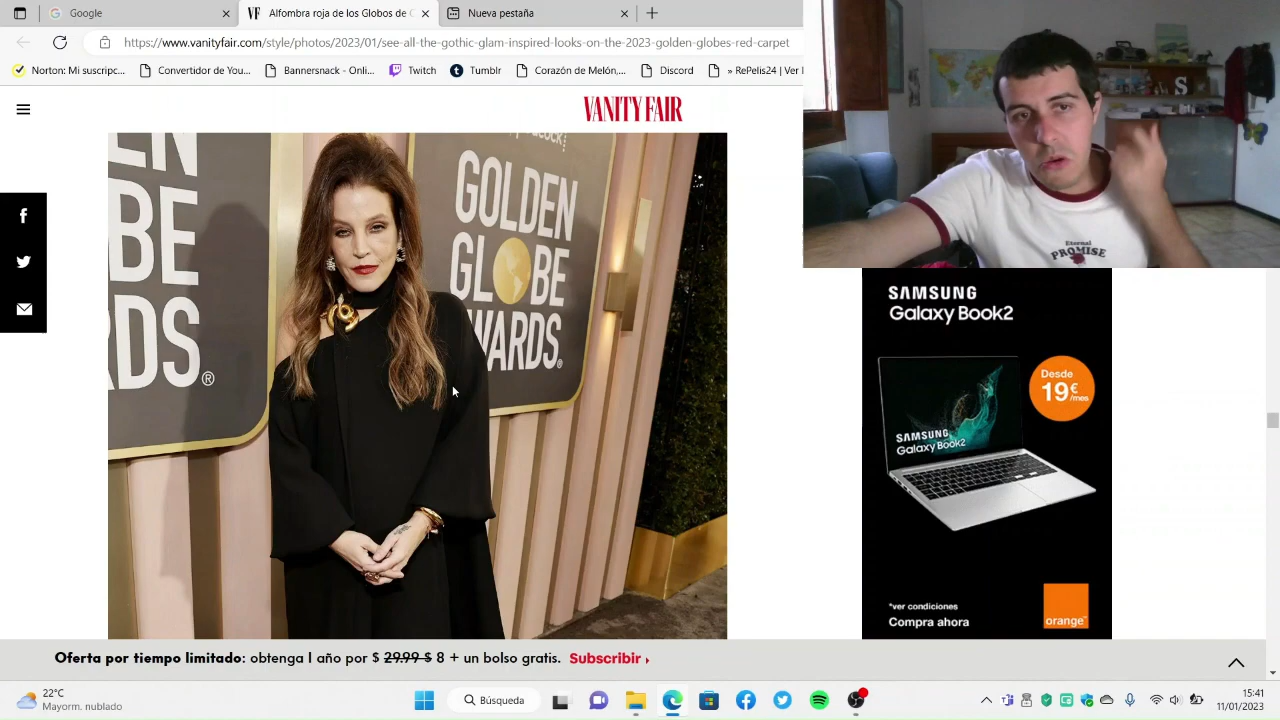 Google
Alfombra roja de los Globos de
Nueva pestaña
https://www.vanityfair.com/style/photos/2023/01/see-all-the-gothic-glam-inspired-looks-on-the-2023-golden-globes-red-carpet
Norton: Mi suscripc...
Convertidor de You...
Bannersnack - Onli...
Twitch
Tumblr
Corazón de Melón,...
Discord
» RePelis24 | Ver
VANITY FAIR
EN
BE
RDS®
GOLDEN
GLOBE
AWARDS®
Eternal
PROMISE
SAMSUNG
Galaxy Book2
Desde
19€
/mes
SAMSUNG
Galaxy Book2
*ver condiciones
Compra ahora
orange™
Oferta por tiempo limitado: obtenga 1 año por $ 29.99 $ 8 + un bolso gratis. Subscribir
22°C
Mayorm. nublado
Búsqueda
15:41
11/01/2023